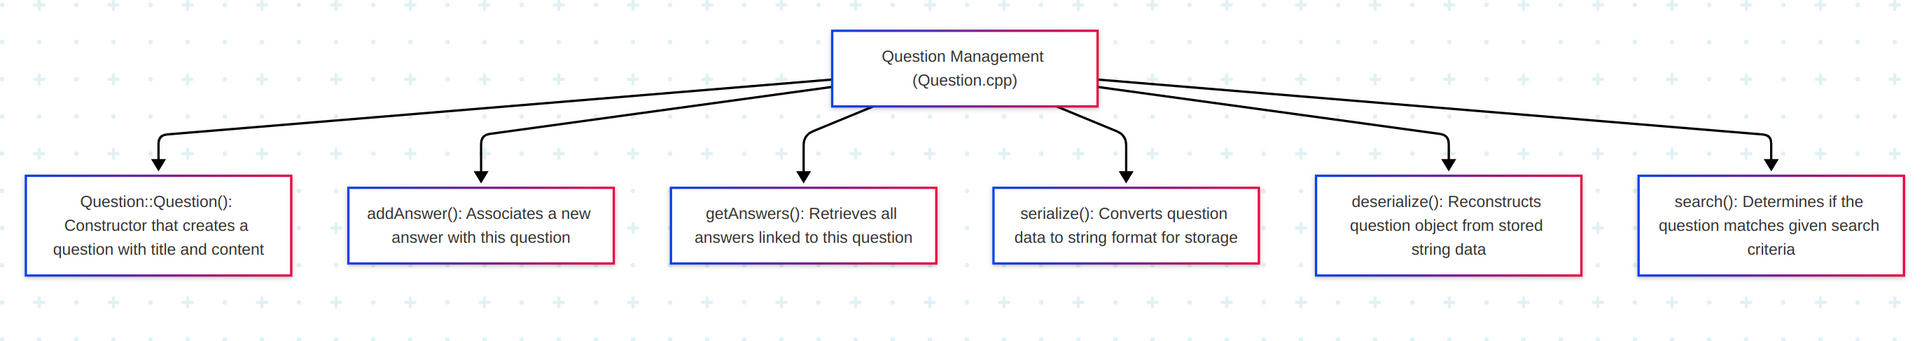 Question Management
(Question.cpp)
Question::Question():
Constructor that creates a
question with title and content
addAnswer(): Associates a new
answer with this question
getAnswers(): Retrieves all
answers linked to this question
serialize(): Converts question
data to string format for storage
deserialize(): Reconstructs
question object from stored
string data
search(): Determines if the
question matches given search
criteria